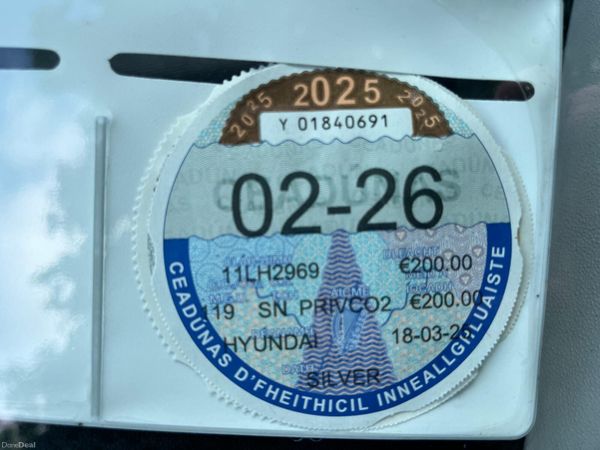 2025 2025 2025
Y 01840691
02-26
11LH2969 €200.00
119 SN PRIVCO2 €200.00
HYUNDAI 18-03-2
SILVER
CEADÚNAS D'FHEITHICIL INNEALLGHLUAISTE
DoneDeal